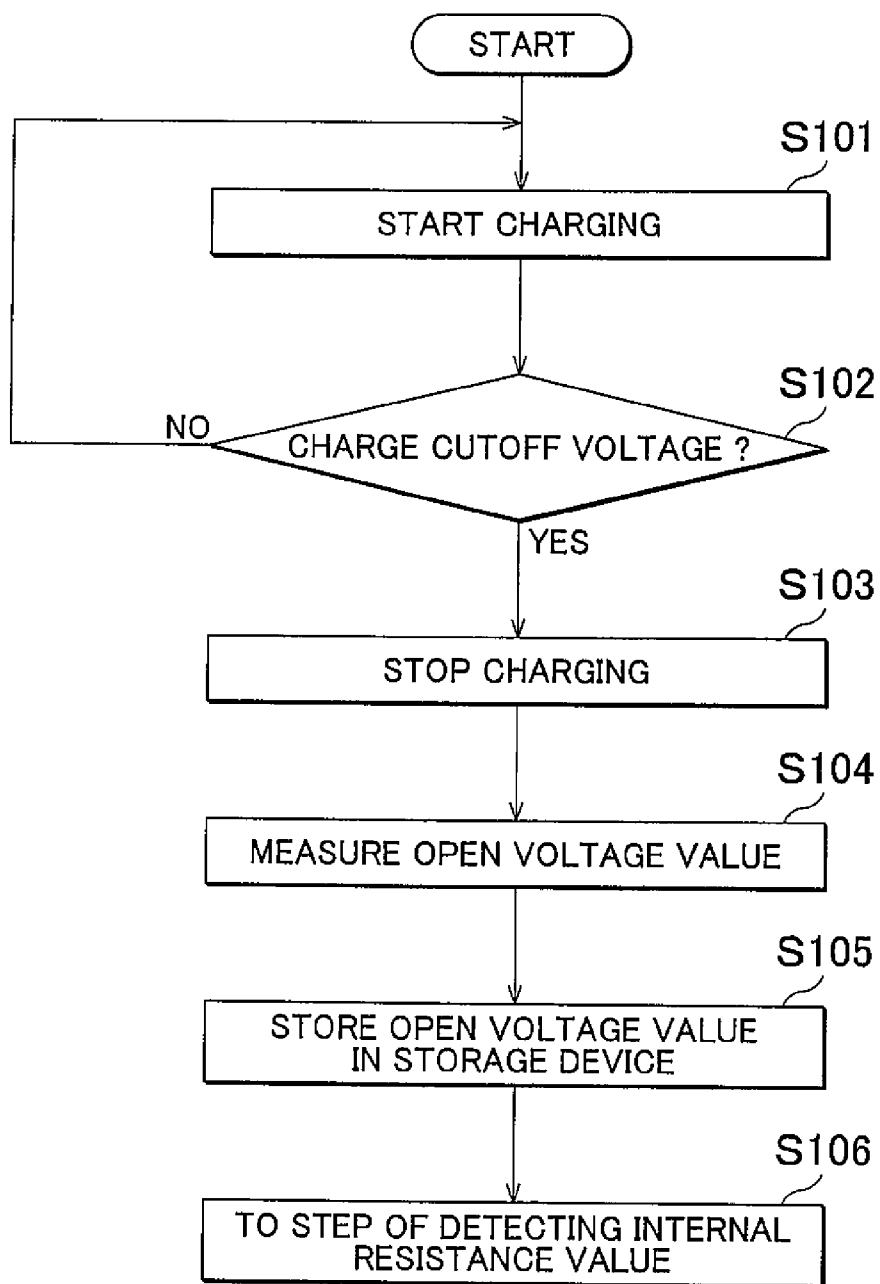 START
S101
START CHARGING
S102
NO
CHARGE CUTOFF VOLTAGE ?
YES
S103
STOP CHARGING
S104
MEASURE OPEN VOLTAGE VALUE
S105
STORE OPEN VOLTAGE VALUE
IN STORAGE DEVICE
S106
TO STEP OF DETECTING INTERNAL
RESISTANCE VALUE